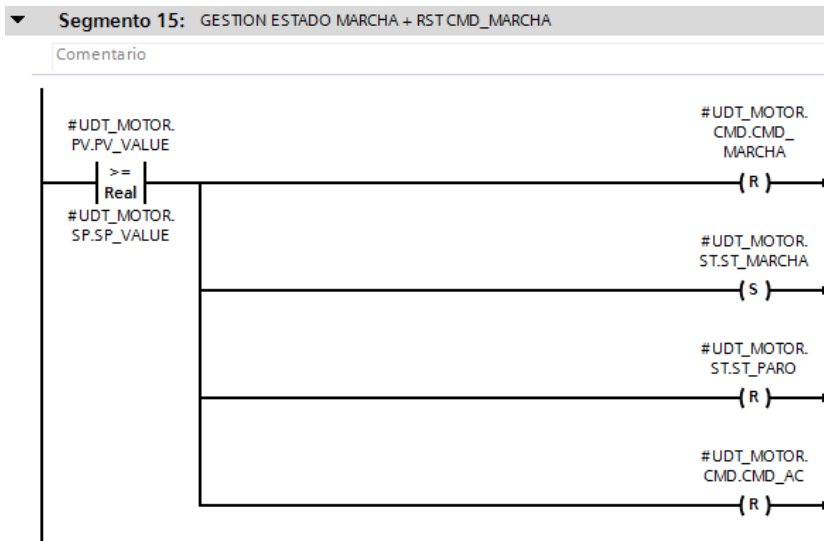 Segmento 15: GESTION ESTADO MARCHA + RST CMD_MARCHA
Comentario
#UDT_MOTOR.
PV.PV_VALUE
>=
Real
#UDT_MOTOR.
SP.SP_VALUE
#UDT_MOTOR.
CMD.CMD_
MARCHA
( R )
#UDT_MOTOR.
ST.ST_MARCHA
( S )
#UDT_MOTOR.
ST.ST_PARO
( R )
#UDT_MOTOR.
CMD.CMD_AC
( R )